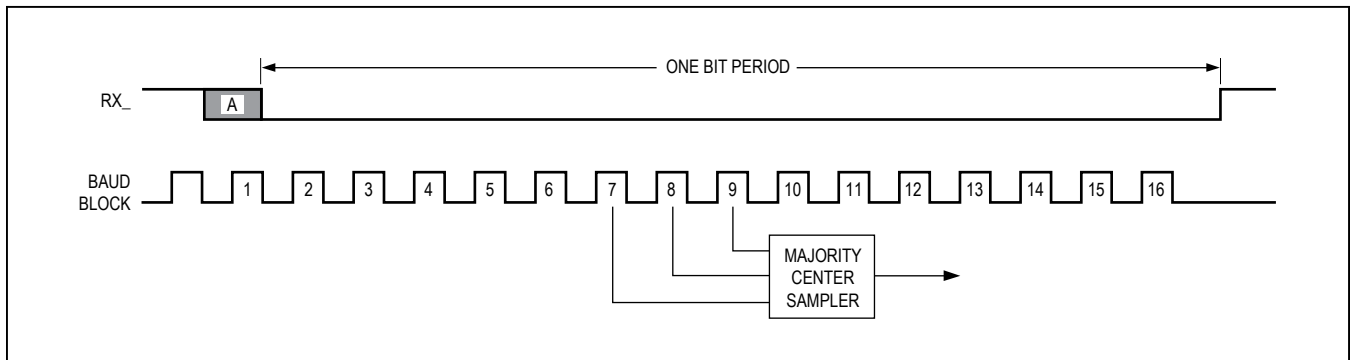 ONE BIT PERIOD
RX_
A
BAUD
BLOCK
1 2 3 4 5 6 7 8 9 10 11 12 13 14 15 16
MAJORITY
CENTER
SAMPLER